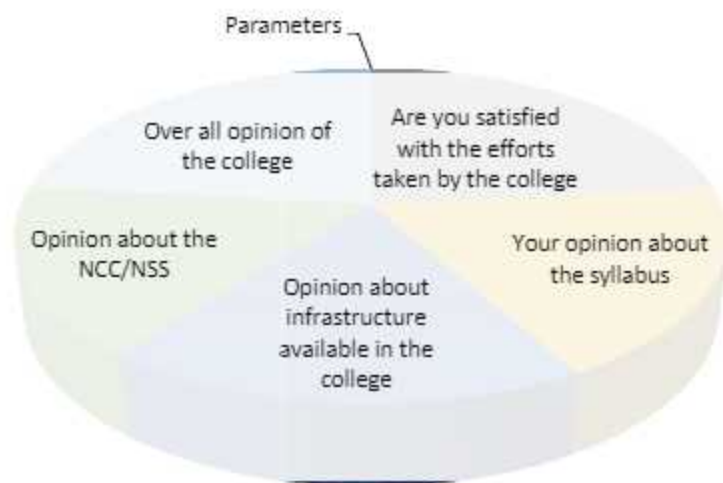 Parameters
Over all opinion of
the college
Are you satisfied
with the efforts
taken by the college
Opinion about the
NCC/NSS
Your opinion about
the syllabus
Opinion about
infrastructure
available in the
college